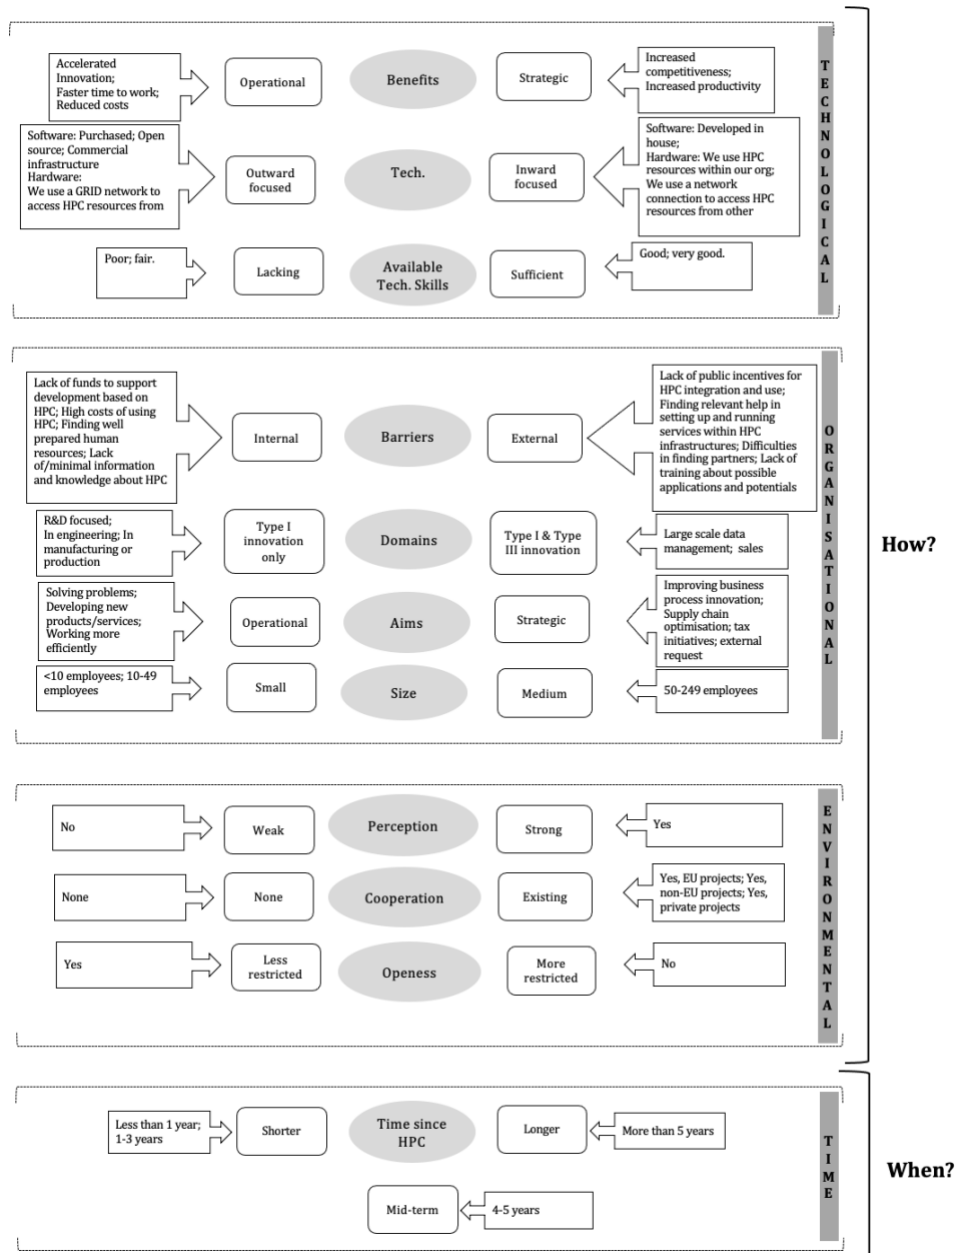 Accelerated
Innovation;
Faster time to work;
Reduced costs
Operational
Benefits
Strategic
Increased
competitiveness;
Increased productivity
Software: Purchased; Open
source; Commercial
infrastructure
Hardware:
We use a GRID network to
access HPC resources from
Outward
focused
Tech.
Inward
focused
Software: Developed in
house;
Hardware: We use HPC
resources within our org;
We use a network
connection to access HPC
resources from other
Poor; fair.
Lacking
Available
Tech. Skills
Sufficient
Good; very good.
TECHNOLOGICAL
Lack of funds to support
development based on
HPC; High costs of using
HPC; Finding well
prepared human
resources; Lack
of/minimal information
and knowledge about HPC
Internal
Barriers
External
Lack of public incentives for
HPC integration and use;
Finding relevant help in
setting up and running
services within HPC
infrastructures; Difficulties
in finding partners; Lack of
training about possible
applications and potentials
R&D focused;
In engineering; In
manufacturing or
production
Type I
innovation
only
Domains
Type I & Type
III innovation
Large scale data
management; sales
Solving problems;
Developing new
products/services;
Working more
efficiently
Operational
Aims
Strategic
Improving business
process innovation;
Supply chain
optimisation; tax
initiatives; external
request
<10 employees; 10-49
employees
Small
Size
Medium
50-249 employees
ORGANISATIONAL
How?
No
Weak
Perception
Strong
Yes
None
None
Cooperation
Existing
Yes, EU projects; Yes,
non-EU projects; Yes,
private projects
Yes
Less
restricted
Openess
More
restricted
No
ENVIRONMENTAL
Less than 1 year;
1-3 years
Shorter
Time since
HPC
Longer
More than 5 years
Mid-term
4-5 years
TIME
When?